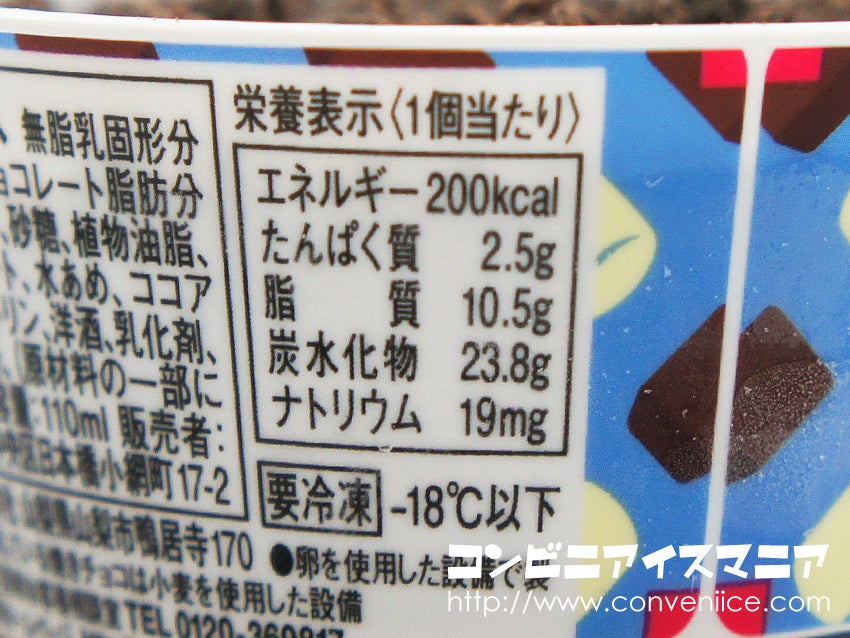 無脂乳固形分
ョコレート脂肪分
、砂糖、植物油脂、
ト、水あめ、ココア
リン、洋酒、乳化剤、
(原材料の一部に
110ml 販売者:
日本橋小網町17-2
山梨市鴨居寺170
チョコは小麦を使用した設備
TEL 0120-369817
栄養表示〈1個当たり〉
エネルギー 200kcal
たんぱく質 2.5g
脂質 10.5g
炭水化物 23.8g
ナトリウム 19mg
要冷凍 -18℃以下
●卵を使用した設備で製
コンビニアイスマニア
http://www.conveniice.com/